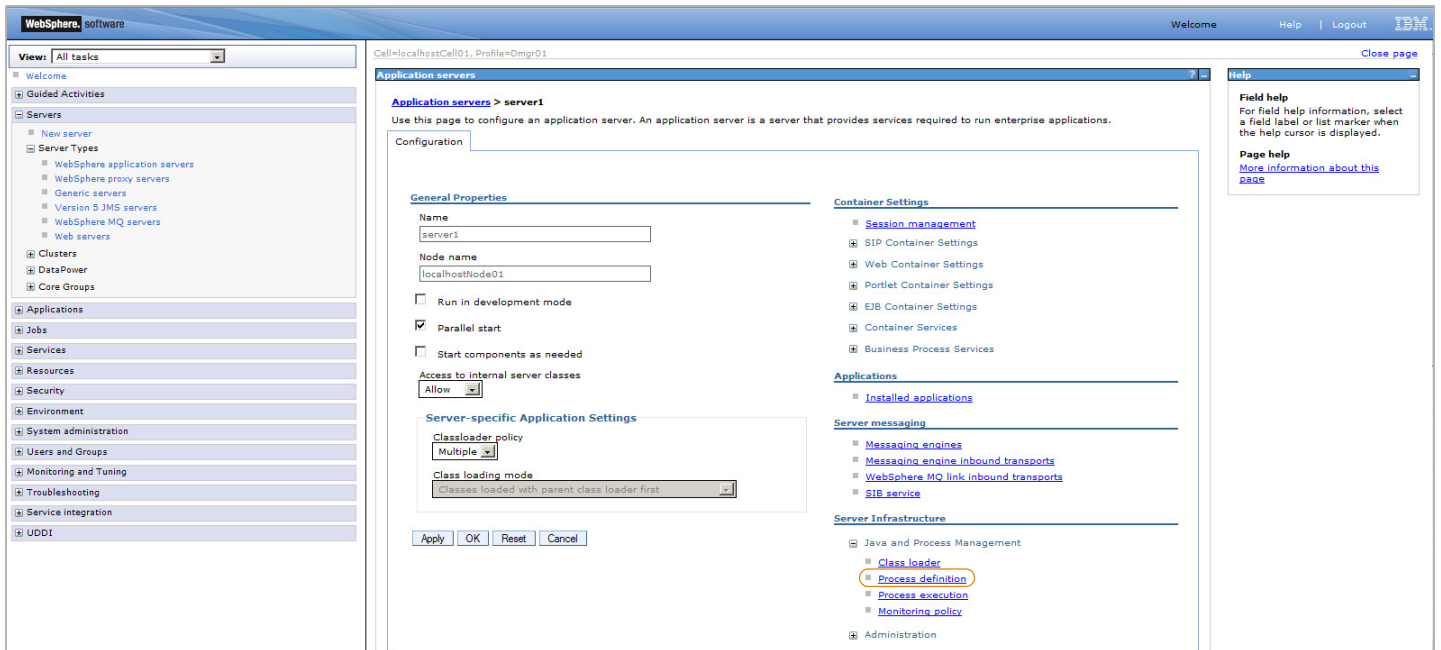 WebSphere. software
Welcome
Help | Logout
IBM.
View: All tasks
Welcome
Guided Activities
Servers
New server
Server Types
WebSphere application servers
WebSphere proxy servers
Generic servers
Version 5 JMS servers
WebSphere MQ servers
Web servers
Clusters
DataPower
Core Groups
Applications
Jobs
Services
Resources
Security
Environment
System administration
Users and Groups
Monitoring and Tuning
Troubleshooting
Service integration
UDDI
Cell=localhostCell01, Profile=Dmgr01
Close page
Application servers
? -
Application servers > server1
Use this page to configure an application server. An application server is a server that provides services required to run enterprise applications.
Configuration
General Properties
Name
server1
Node name
localhostNode01
Run in development mode
Parallel start
Start components as needed
Access to internal server classes
Allow
Server-specific Application Settings
Classloader policy
Multiple
Class loading mode
Classes loaded with parent class loader first
Apply OK Reset Cancel
Container Settings
Session management
SIP Container Settings
Web Container Settings
Portlet Container Settings
EJB Container Settings
Container Services
Business Process Services
Applications
Installed applications
Server messaging
Messaging engines
Messaging engine inbound transports
WebSphere MQ link inbound transports
SIB service
Server Infrastructure
Java and Process Management
Class loader
Process definition
Process execution
Monitoring policy
Administration
Help
Field help
For field help information, select
a field label or list marker when
the help cursor is displayed.
Page help
More information about this
page